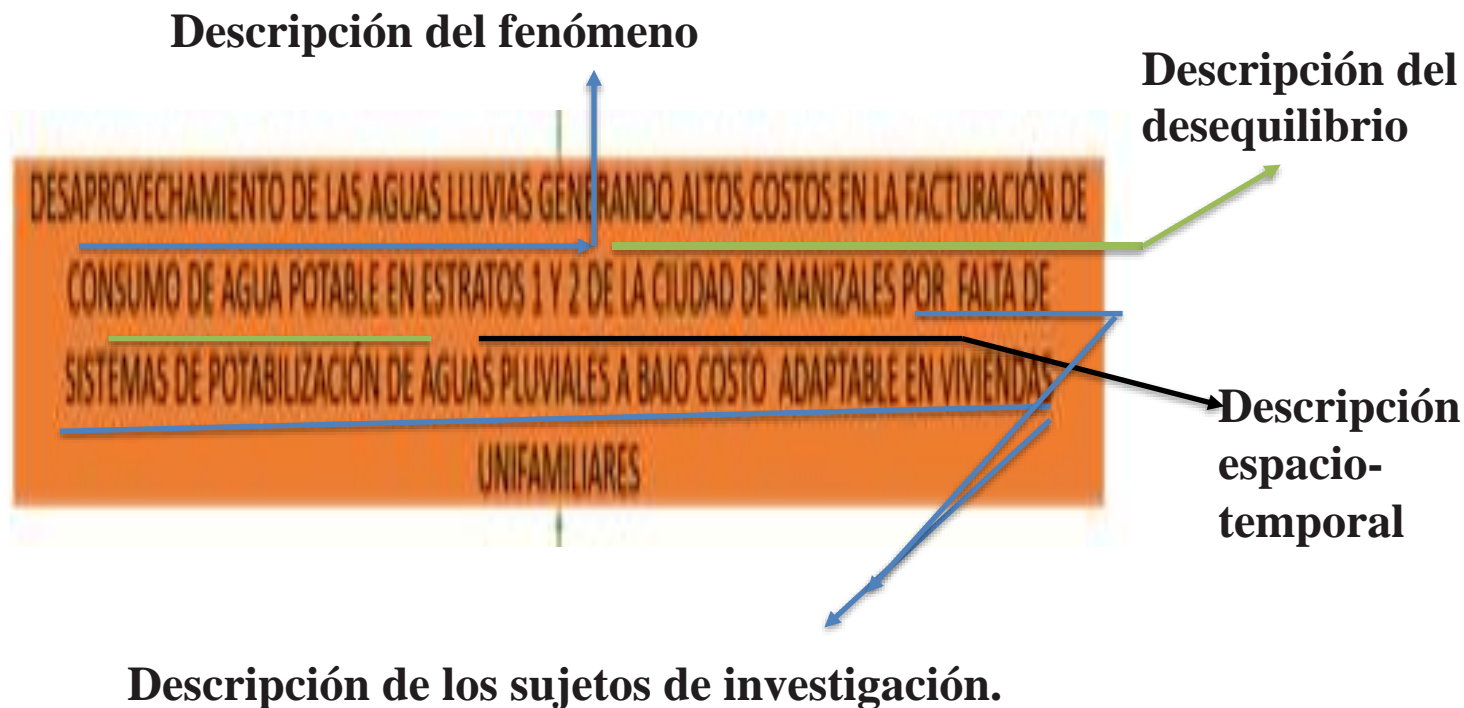 Descripción del fenómeno
Descripción del
desequilibrio
DESAPROVECHAMIENTO DE LAS AGUAS LLUVIAS GENERANDO ALTOS COSTOS EN LA FACTURACIÓN DE
CONSUMO DE AGUA POTABLE EN ESTRATOS 1 Y 2 DE LA CIUDAD DE MANIZALES POR FALTA DE
SISTEMAS DE POTABILIZACIÓN DE AGUAS PLUVIALES A BAJO COSTO ADAPTABLE EN VIVIENDAS
UNIFAMILIARES
Descripción
espacio-
temporal
Descripción de los sujetos de investigación.